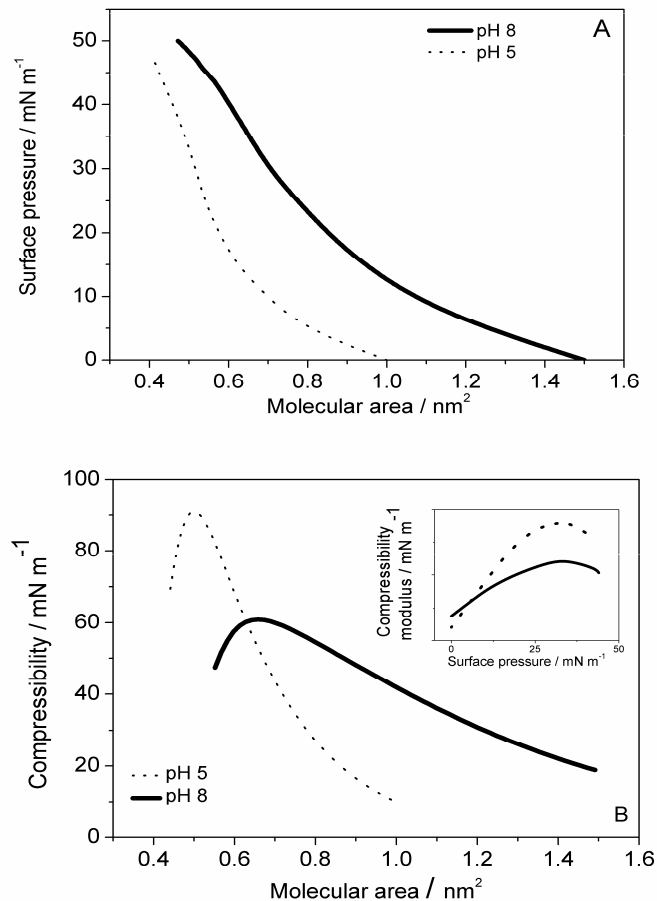 A
pH 8
pH 5
50
40
30
20
10
0
Surface pressure / mN m⁻¹
0.4 0.6 0.8 1.0 1.2 1.4 1.6
Molecular area / nm²
100
80
60
40
20
0
Compressibility / mN m⁻¹
Compressibility
modulus / mN m⁻¹
0 25 50
Surface pressure / mN m⁻¹
pH 5
pH 8
B
0.4 0.6 0.8 1.0 1.2 1.4 1.6
Molecular area / nm²